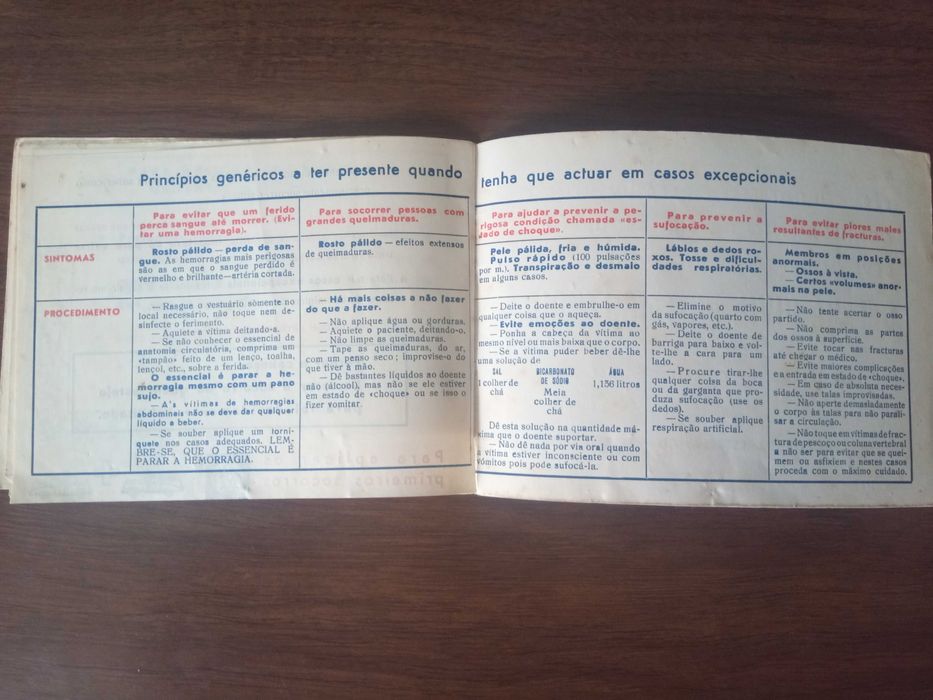 Princípios genéricos a ter presente quando tenha que actuar em casos excepcionais
SINTOMAS
PROCEDIMENTO
Para evitar que um ferido
perca sangue até morrer. (Evi-
tar uma hemorragia).
Rosto pálido — perda de san-
gue. As hemorragias mais perigosas
são as em que o sangue perdido é
vermelho e brilhante—artéria cortada.
— Rasgue o vestuário sòmente no
local necessário, não toque nem de-
sinfecte o ferimento.
— Aquiete a vítima deitando-a.
— Se não conhecer o essencial de
anatomia circulatória, comprima um
«tampão» feito de um lenço, toalha,
lençol, etc., sobre a ferida.
O essencial é parar a he-
morragia mesmo com um pano
sujo.
— A's vítimas de hemorragias
abdominais não se deve dar qualquer
líquido a beber.
— Se souber aplique um torni-
quete nos casos adequados. LEM-
BRE-SE, QUE O ESSENCIAL É
PARAR A HEMORRAGIA.
Para socorrer pessoas com
grandes queimaduras.
Rosto pálido — efeitos extensos
de queimaduras.
— Há mais coisas a não fazer
do que a fazer.
— Não aplique água ou gorduras.
— Aquiete o paciente, deitando-o.
— Não limpe as queimaduras.
— Tape as queimaduras, do ar,
com um penso seco; improvise-o do
que tiver à mão.
— Dê bastantes líquidos ao doente
não (álcool), mas não se ele estiver
em estado de «choque» ou se isso o
fizer vomitar.
Para ajudar a prevenir a pe-
rigosa condição chamada «es-
tado de choque».
Pele pálida, fria e húmida.
Pulso rápido (100 pulsações
por m.). Transpiração e desmaio
em alguns casos.
— Deite o doente e embrulhe-o em
qualquer coisa que o aqueça.
— Evite emoções ao doente.
— Ponha a cabeça da vítima ao
mesmo nível ou mais baixa que o corpo.
— Se a vítima puder beber dê-lhe
uma solução de
SAL BICARBONATO ÁGUA
DE SÓDIO
1 colher de Meia 1,136 litros
chá colher de
chá
Dê esta solução na quantidade má-
xima que o doente suportar.
— Não dê nada por via oral quando
a vítima estiver inconsciente ou com
vómitos pois pode sufocá-la.
Para prevenir a
sufocação.
Lábios e dedos ro-
xos. Tosse e dificul-
dades respiratórias.
— Elimine o motivo
da sufocação (quarto com
gás, vapores, etc.).
— Deite o doente de
barriga para baixo e vol-
te-lhe a cara para um
lado.
— Procure tirar-lhe
qualquer coisa da boca
ou da garganta que pro-
duza sufocação (use os
dedos).
— Se souber aplique
respiração artificial.
Para evitar piores males
resultantes de fracturas.
Membros em posições
anormais.
— Ossos à vista.
— Certos «volumes» anor-
mais na pele.
— Não tente acertar o osso
partido.
— Não comprima as partes
dos ossos à superfície.
— Evite tocar nas fracturas
até chegar o médico.
— Evite maiores complicações
e a entrada em estado de «choque».
— Em caso de absoluta neces-
sidade, use talas improvisadas.
— Não aperte demasiadamente
o corpo às talas para não parali-
sar a circulação.
— Não toque em vítimas de frac-
tura de pescoço ou coluna vertebral
a não ser para evitar que se quei-
mem ou asfixiem e nestes casos
proceda com o máximo cuidado.